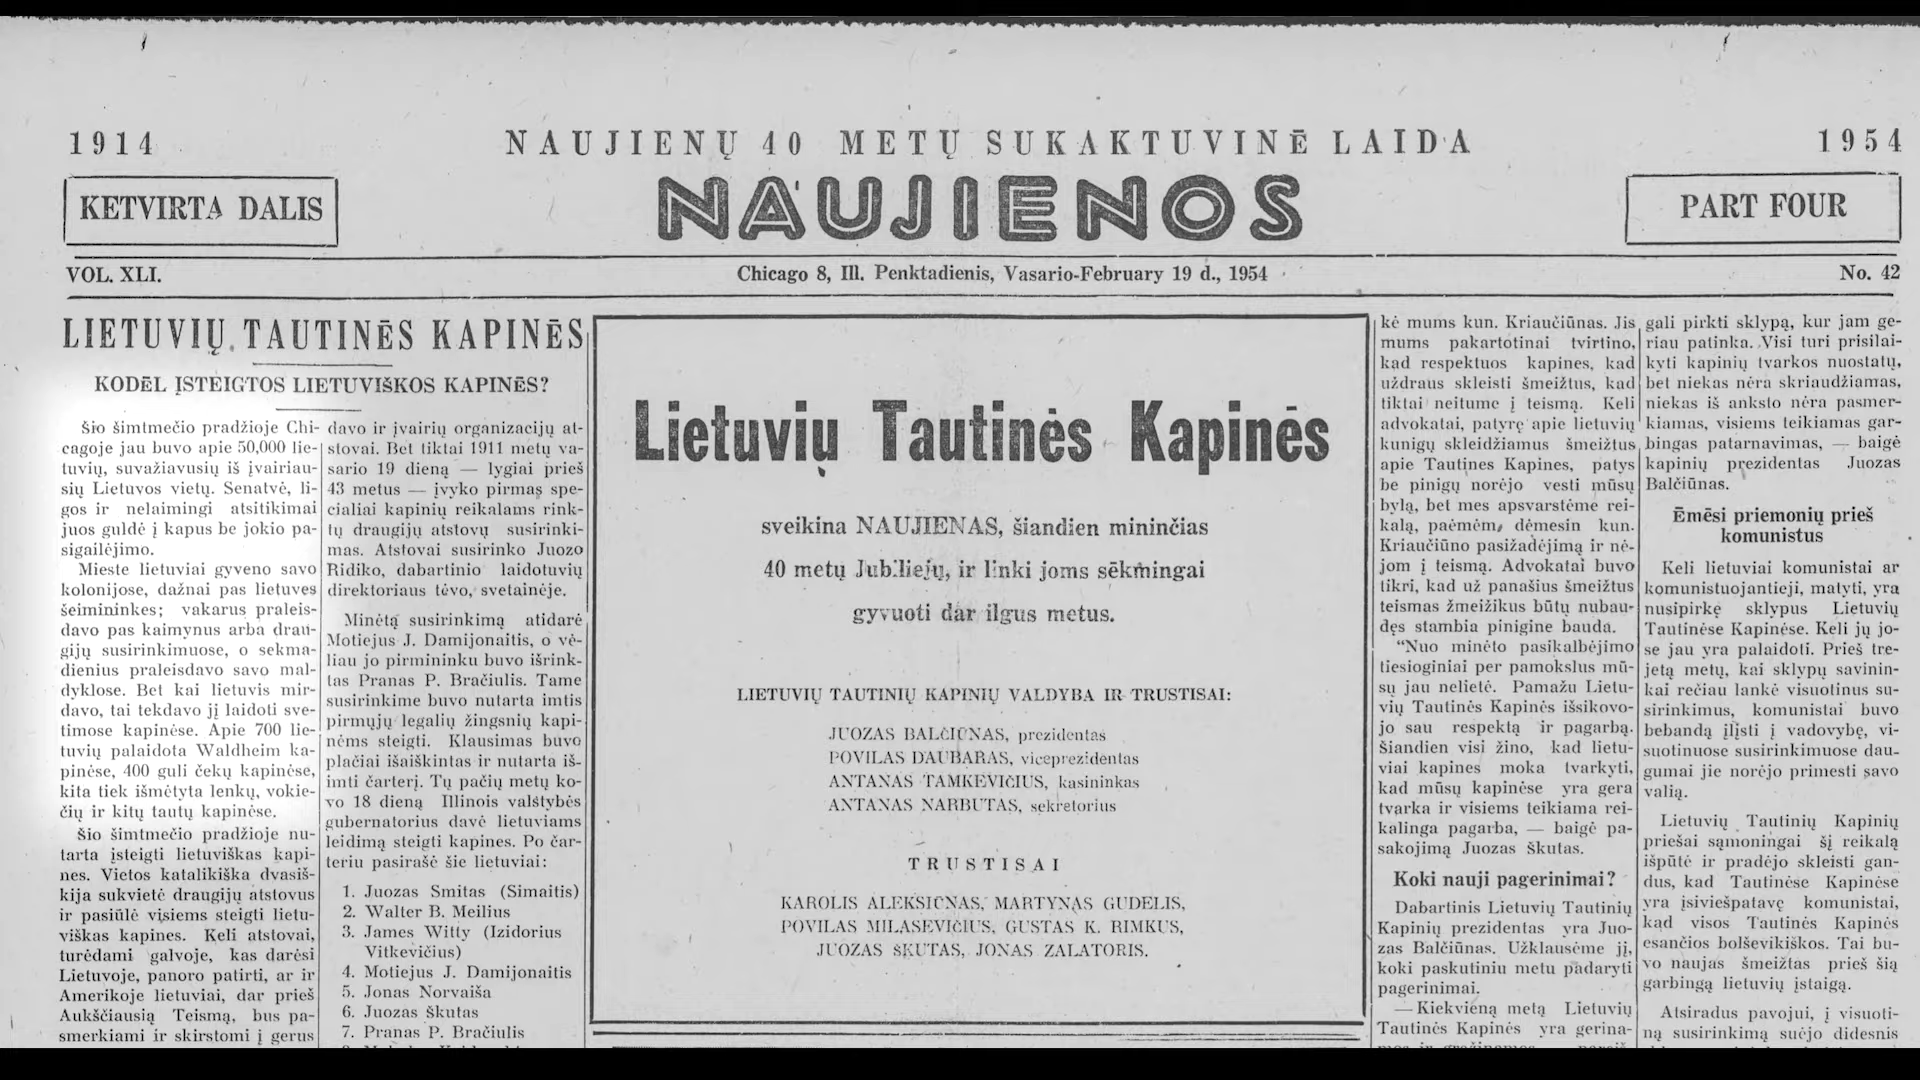 1914
NAUJIENŲ 40 METŲ SUKAKTUVINĖ LAIDA
1954
KETVIRTA DALIS
NAUJIENOS
PART FOUR
VOL. XLI.
Chicago 8, Ill. Penktadienis, Vasario-February 19 d., 1954
No. 42
LIETUVIŲ TAUTINĖS KAPINĖS
KODĖL ĮSTEIGTOS LIETUVIŠKOS KAPINĖS?
Šio šimtmečio pradžioje Chi-
cagoje jau buvo apie 50,000 lie-
tuvių, suvažiavusių iš įvairiau-
sių Lietuvos vietų. Senatvė, li-
gos ir nelaimingi atsitikimai
juos guldė į kapus be jokio pa-
sigailėjimo.
Mieste lietuviai gyveno savo
kolonijose, dažnai pas lietuves
šeimininkes; vakarus praleis-
davo pas kaimynus arba drau-
gijų susirinkimuose, o sekma-
dienius praleisdavo savo mal-
dyklose. Bet kai lietuvis mir-
davo, tai tekdavo jį laidoti sve-
timose kapinėse. Apie 700 lie-
tuvių palaidota Waldheim ka-
pinėse, 400 guli čekų kapinėse,
kita tiek išmėtyta lenkų, vokie-
čių ir kitų tautų kapinėse.
Šio šimtmečio pradžioje nu-
tarta įsteigti lietuviškas kapi-
nes. Vietos katalikiška dvasiš-
kija sukvietė draugijų atstovus
ir pasiūlė visiems steigti lietu-
viškas kapines. Keli atstovai,
turėdami galvoje, kas darėsi
Lietuvoje, panoro patirti, ar ir
Amerikoje lietuviai, dar prieš
Aukščiausią Teismą, bus pa-
smerkiami ir skirstomi į gerus
davo ir įvairių organizacijų at-
stovai. Bet tiktai 1911 metų va-
sario 19 dieną — lygiai prieš
43 metus — įvyko pirmas spe-
cialiai kapinių reikalams rink-
tų draugijų atstovų susirinki-
mas. Atstovai susirinko Juozo
Ridiko, dabartinio laidotuvių
direktoriaus tėvo, svetainėje.
Minėtą susirinkimą atidarė
Motiejus J. Damijonaitis, o vė-
liau jo pirmininku buvo išrink-
tas Pranas P. Bračiulis. Tame
susirinkime buvo nutarta imtis
pirmųjų legalių žingsnių kapi-
nėms steigti. Klausimas buvo
plačiai išaiškintas ir nutarta iš-
imti čarterį. Tų pačių metų ko-
vo 18 dieną Illinois valstybės
gubernatorius davė lietuviams
leidimą steigti kapines. Po čar-
teriu pasirašė šie lietuviai:
1. Juozas Smitas (Simaitis)
2. Walter B. Meilius
3. James Witty (Izidorius
Vitkevičius)
4. Motiejus J. Damijonaitis
5. Jonas Norvaiša
6. Juozas Škutas
7. Pranas P. Bračiulis
Lietuvių Tautinės Kapinės
sveikina NAUJIENAS, šiandien mininčias
40 metų Jubiliejų, ir linki joms sėkmingai
gyvuoti dar ilgus metus.
LIETUVIŲ TAUTINIŲ KAPINIŲ VALDYBA IR TRUSTISAI:
JUOZAS BALČIŪNAS, prezidentas
POVILAS DAUBARAS, viceprezidentas
ANTANAS TAMKEVIČIUS, kasininkas
ANTANAS NARBUTAS, sekretorius
TRUSTISAI
KAROLIS ALEKSIŪNAS, MARTYNAS GUDELIS,
POVILAS MILASEVIČIUS, GUSTAS K. RIMKUS,
JUOZAS ŠKUTAS, JONAS ZALATORIS.
kė mums kun. Kriaučiūnas. Jis
mums pakartotinai tvirtino,
kad respektuos kapines, kad
uždraus skleisti šmeižtus, kad
tiktai neitume į teismą. Keli
advokatai, patyrę apie lietuvių
kunigų skleidžiamus šmeižtus
apie Tautines Kapines, patys
be pinigų norėjo vesti mūsų
bylą, bet mes apsvarstėme rei-
kalą, paėmėm, dėmesin kun.
Kriaučiūno pasižadėjimą ir nė-
jom į teismą. Advokatai buvo
tikri, kad už panašius šmeižtus
teismas žmeižikus būtų nubau-
dęs stambia pinigine bauda.
“Nuo minėto pasikalbėjimo
tiesioginiai per pamokslus mū-
sų jau nelietė. Pamažu Lietu-
vių Tautinės Kapinės išsikovo-
jo sau respektą ir pagarbą.
Šiandien visi žino, kad lietu-
viai kapines moka tvarkyti,
kad mūsų kapinėse yra gera
tvarka ir visiems teikiama rei-
kalinga pagarba, — baigė pa-
sakojimą Juozas Škutas.
Koki nauji pagerinimai?
Dabartinis Lietuvių Tautinių
Kapinių prezidentas yra Juo-
zas Balčiūnas. Užklausėme jį,
koki paskutiniu metu padaryti
pagerinimai.
— Kiekvieną metą Lietuvių
Tautinės Kapinės yra gerina-
gali pirkti sklypą, kur jam ge-
riau patinka. Visi turi prisilai-
kyti kapinių tvarkos nuostatų,
bet niekas nėra skriaudžiamas,
niekas iš anksto nėra pasmer-
kiamas, visiems teikiamas gar-
bingas patarnavimas, — baigė
kapinių prezidentas Juozas
Balčiūnas.
Ėmėsi priemonių prieš
komunistus
Keli lietuviai komunistai ar
komunistuojantieji, matyti, yra
nusipirkę sklypus Lietuvių
Tautinėse Kapinėse. Keli jų jo-
se jau yra palaidoti. Prieš tre-
jetą metų, kai sklypų savinin-
kai rečiau lankė visuotinus su-
sirinkimus, komunistai buvo
bebandą įlįsti į vadovybę, vi-
suotinuose susirinkimuose dau-
gumai jie norėjo primesti savo
valią.
Lietuvių Tautinių Kapinių
priešai sąmoningai šį reikalą
išpūtė ir pradėjo skleisti gan-
dus, kad Tautinėse Kapinėse
yra įsiviešpatavę komunistai,
kad visos Tautinės Kapinės
esančios bolševikiškos. Tai bu-
vo naujas šmeižtas prieš šią
garbingą lietuvių įstaigą.
Atsiradus pavojui, į visuoti-
ną susirinkimą suėjo didesnis